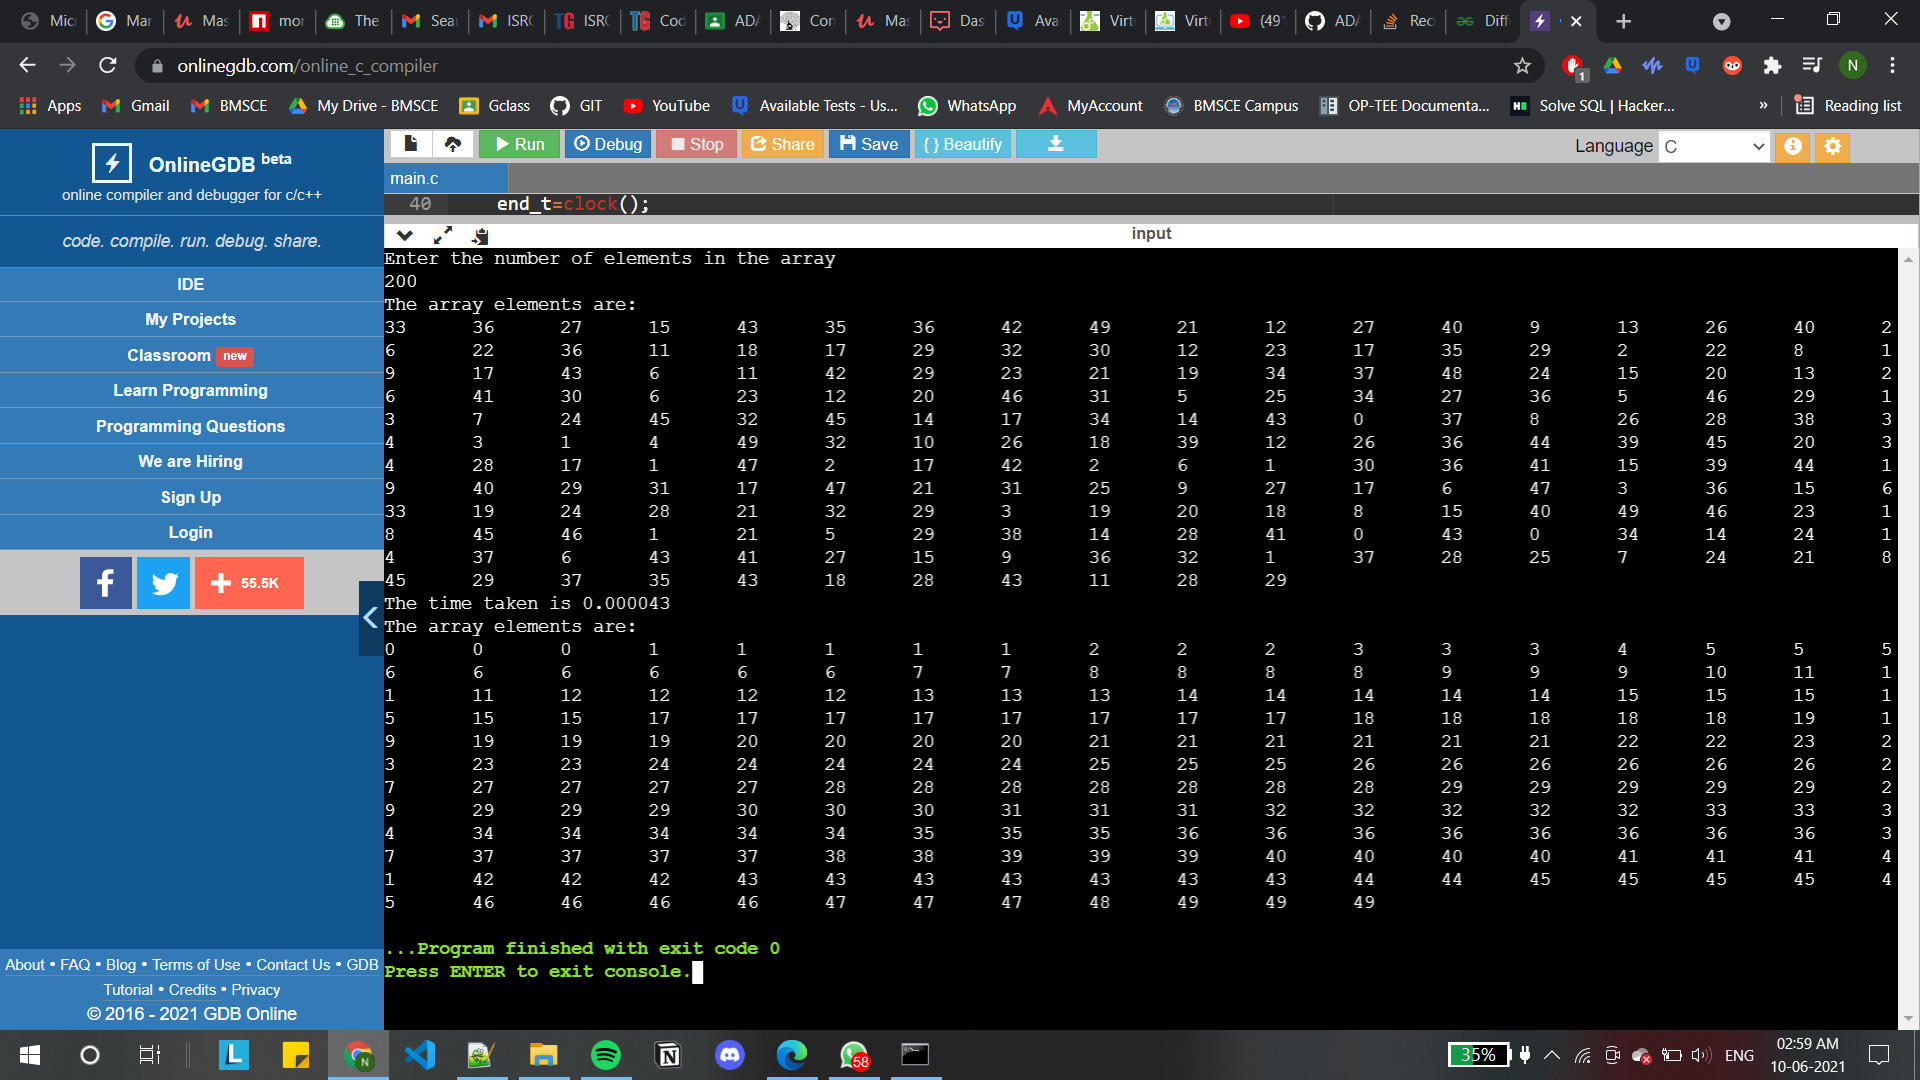 Mic
Mar
Mas
mor
The
Sear
ISRO
ISRO
Cod
ADA
Con
Mas
Das
Ava
Virt
Virt
(49
ADA
Rec
Diff
onlinegdb.com/online_c_compiler
1
N
Apps Gmail BMSCE My Drive - BMSCE Gclass GIT YouTube Available Tests - Us... WhatsApp MyAccount BMSCE Campus OP-TEE Documenta... Solve SQL | Hacker... » Reading list
OnlineGDB beta
online compiler and debugger for c/c++
code. compile. run. debug. share.
IDE
My Projects
Classroom new
Learn Programming
Programming Questions
We are Hiring
Sign Up
Login
55.5K
About • FAQ • Blog • Terms of Use • Contact Us • GDB
Tutorial • Credits • Privacy
© 2016 - 2021 GDB Online
Run Debug Stop Share Save { } Beautify
Language C
main.c
40 end_t=clock();
input
Enter the number of elements in the array
200
The array elements are:
33 36 27 15 43 35 36 42 49 21 12 27 40 9 13 26 40 2
6 22 36 11 18 17 29 32 30 12 23 17 35 29 2 22 8 1
9 17 43 6 11 42 29 23 21 19 34 37 48 24 15 20 13 2
6 41 30 6 23 12 20 46 31 5 25 34 27 36 5 46 29 1
3 7 24 45 32 45 14 17 34 14 43 0 37 8 26 28 38 3
4 3 1 4 49 32 10 26 18 39 12 26 36 44 39 45 20 3
4 28 17 1 47 2 17 42 2 6 1 30 36 41 15 39 44 1
9 40 29 31 17 47 21 31 25 9 27 17 6 47 3 36 15 6
33 19 24 28 21 32 29 3 19 20 18 8 15 40 49 46 23 1
8 45 46 1 21 5 29 38 14 28 41 0 43 0 34 14 24 1
4 37 6 43 41 27 15 9 36 32 1 37 28 25 7 24 21 8
45 29 37 35 43 18 28 43 11 28 29
The time taken is 0.000043
The array elements are:
0 0 0 1 1 1 1 1 2 2 2 3 3 3 4 5 5 5
6 6 6 6 6 6 7 7 8 8 8 8 9 9 9 10 11 1
1 11 12 12 12 12 13 13 13 14 14 14 14 14 15 15 15 1
5 15 15 17 17 17 17 17 17 17 17 18 18 18 18 18 19 1
9 19 19 19 20 20 20 20 21 21 21 21 21 21 22 22 23 2
3 23 23 24 24 24 24 24 25 25 25 26 26 26 26 26 26 2
7 27 27 27 27 28 28 28 28 28 28 28 29 29 29 29 29 2
9 29 29 29 30 30 30 31 31 31 32 32 32 32 32 33 33 3
4 34 34 34 34 34 35 35 35 36 36 36 36 36 36 36 36 3
7 37 37 37 37 38 38 39 39 39 40 40 40 40 41 41 41 4
1 42 42 42 43 43 43 43 43 43 43 44 44 45 45 45 45 4
5 46 46 46 46 47 47 47 48 49 49 49
...Program finished with exit code 0
Press ENTER to exit console.
58
35%
ENG
02:59 AM
10-06-2021